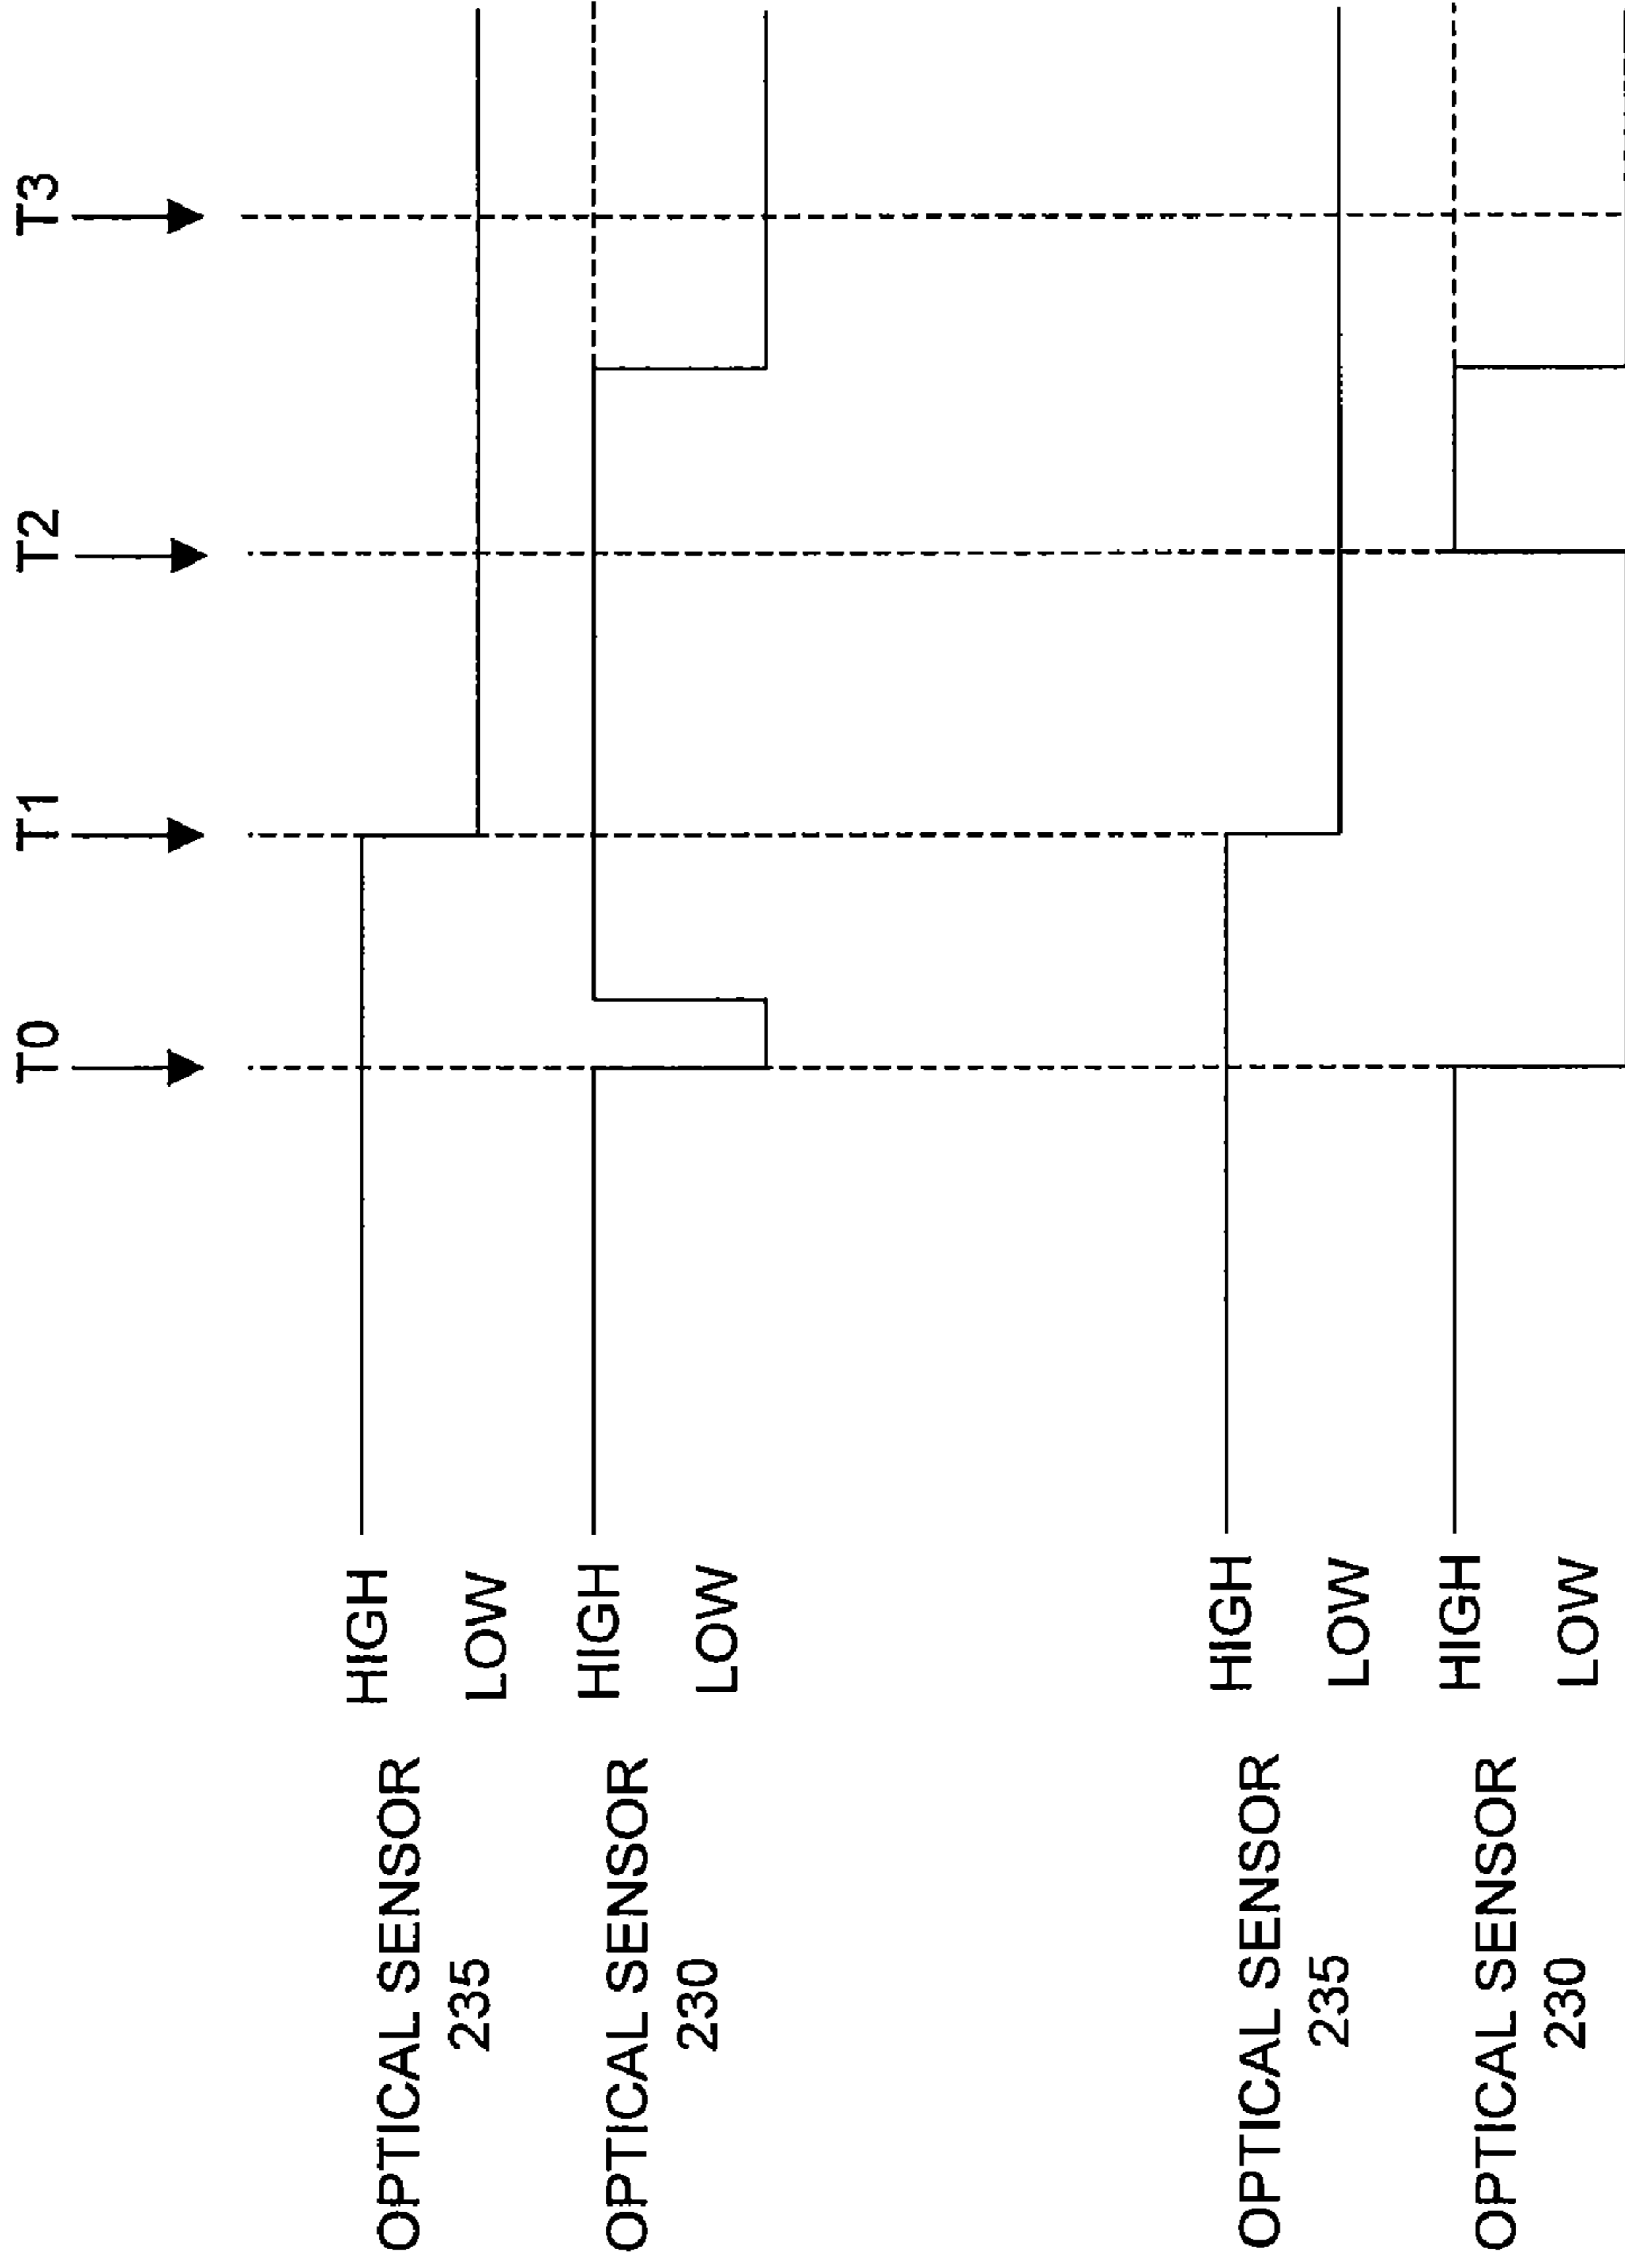 T0
T1
T2
T3
OPTICAL SENSOR
235
HIGH
LOW
OPTICAL SENSOR
230
HIGH
LOW
OPTICAL SENSOR
235
HIGH
LOW
OPTICAL SENSOR
230
HIGH
LOW